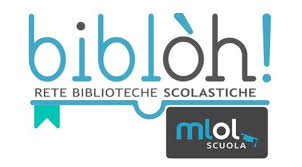 biblòh!
RETE BIBLIOTECHE SCOLASTICHE
mlol
SCUOLA